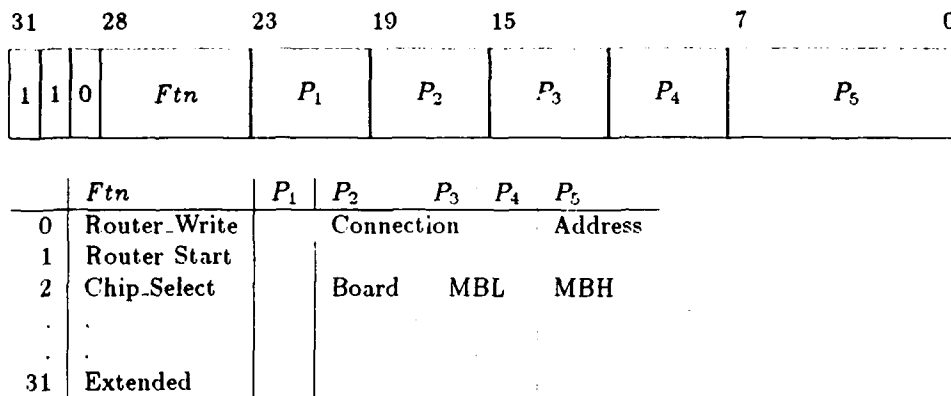 31 28 23 19 15 7 0
1 1 0 Ftn P1 P2 P3 P4 P5
Ftn P1 P2 P3 P4 P5
0 Router_Write Connection Address
1 Router Start
2 Chip_Select Board MBL MBH
. .
. .
31 Extended